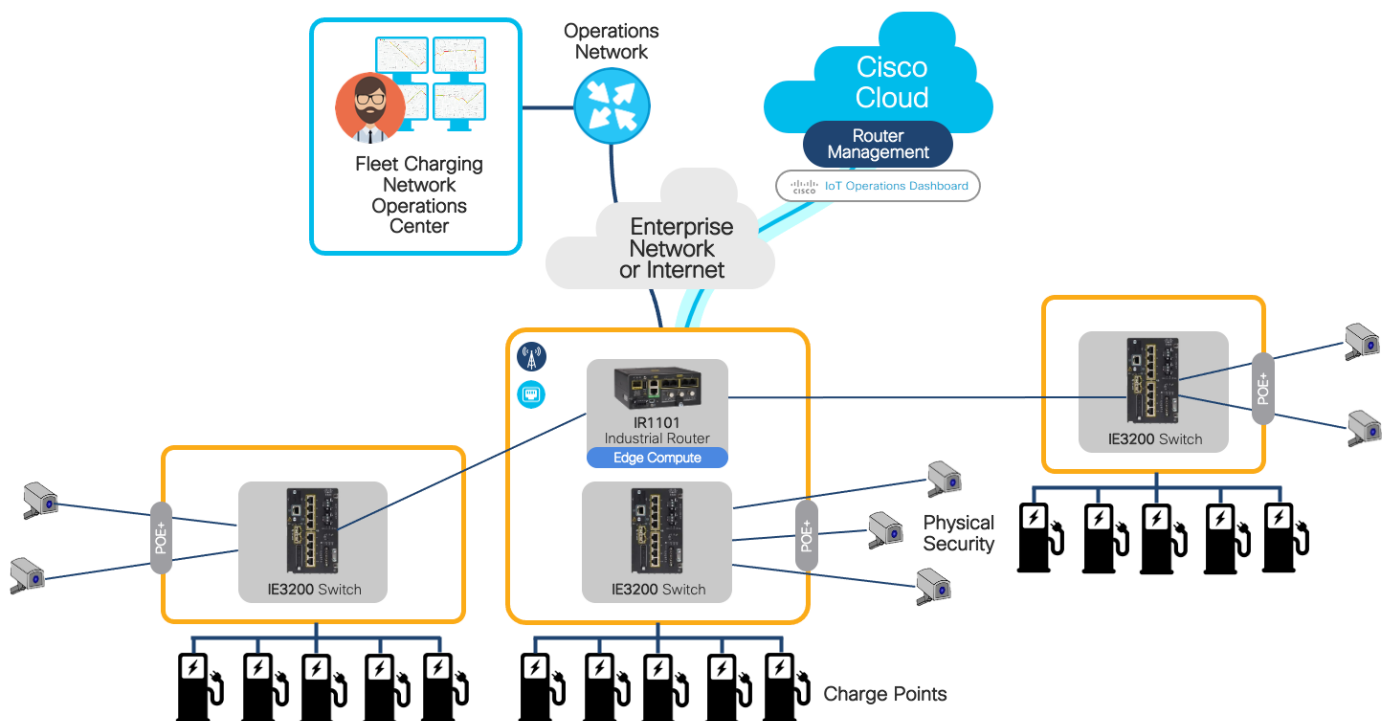 Operations
Network
Cisco
Cloud
Router
Management
CISCO IoT Operations Dashboard
Fleet Charging
Network
Operations
Center
Enterprise
Network
or Internet
IR1101
Industrial Router
Edge Compute
POE+
IE3200 Switch
POE+
IE3200 Switch
POE+
IE3200 Switch
Physical
Security
Charge Points